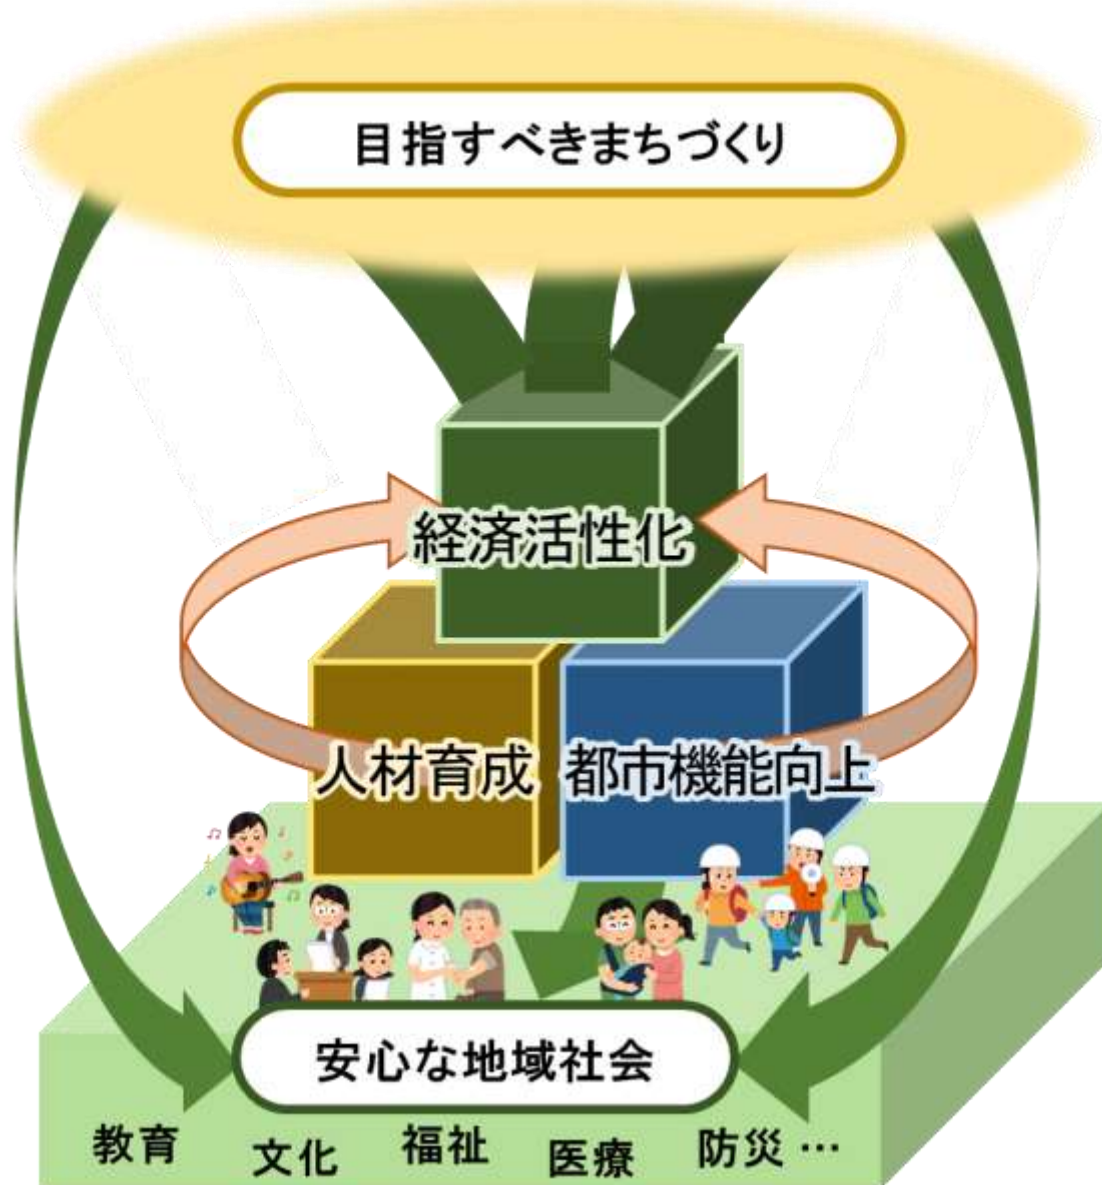 目指すべきまちづくり
経済活性化
人材育成
都市機能向上
安心な地域社会
教育 文化 福祉 医療 防災 …